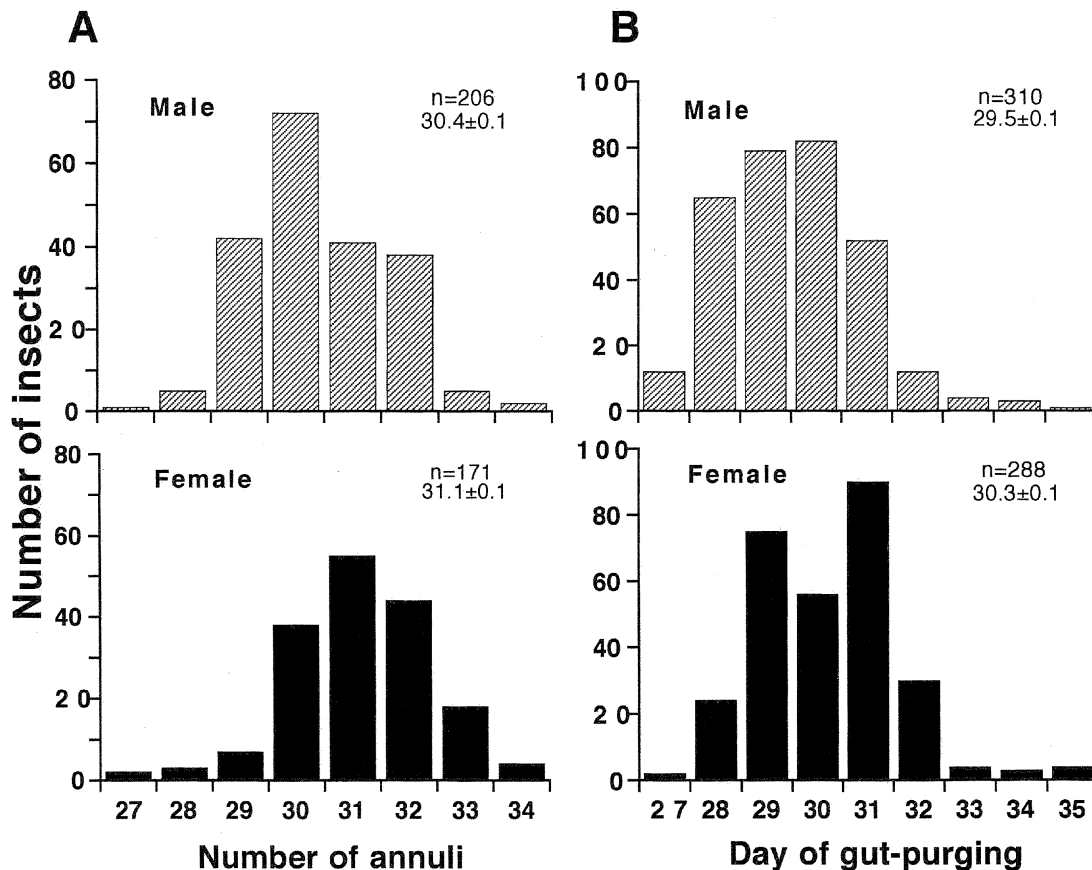 A
B
Number of insects
80
60
40
2 0
0
Male
n=206
30.4±0.1
1 0 0
80
60
40
2 0
0
Male
n=310
29.5±0.1
80
60
40
2 0
0
Female
n=171
31.1±0.1
27 28 29 30 31 32 33 34
Number of annuli
1 0 0
80
60
40
2 0
0
Female
n=288
30.3±0.1
2 7 28 29 30 31 32 33 34 35
Day of gut-purging